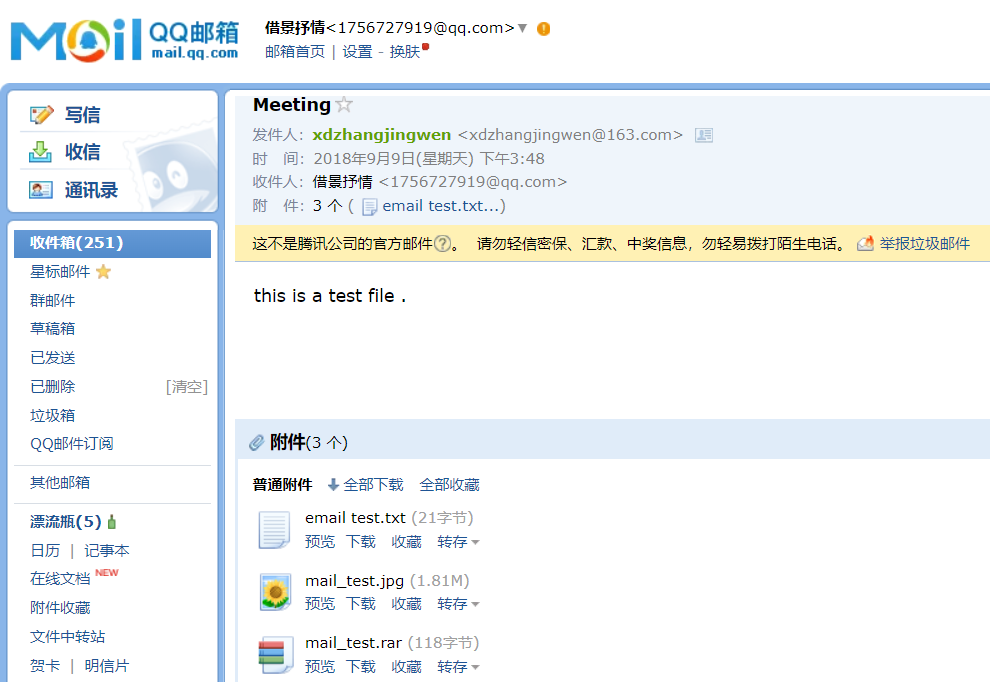 Mail QQ邮箱
mail.qq.com
借景抒情<1756727919@qq.com>
邮箱首页 | 设置 - 换肤
写信
收信
通讯录
收件箱(251)
星标邮件
群邮件
草稿箱
已发送
已删除 [清空]
垃圾箱
QQ邮件订阅
其他邮箱
漂流瓶(5)
日历 | 记事本
在线文档 NEW
附件收藏
文件中转站
贺卡 | 明信片
Meeting
发件人： xdzhangjingwen <xdzhangjingwen@163.com>
时 间： 2018年9月9日(星期天) 下午3:48
收件人： 借景抒情 <1756727919@qq.com>
附 件： 3 个 ( email test.txt...)
这不是腾讯公司的官方邮件?。 请勿轻信密保、汇款、中奖信息，勿轻易拨打陌生电话。 举报垃圾邮件
this is a test file .
附件(3 个)
普通附件 全部下载 全部收藏
email test.txt (21字节)
预览 下载 收藏 转存
mail_test.jpg (1.81M)
预览 下载 收藏 转存
mail_test.rar (118字节)
预览 下载 收藏 转存